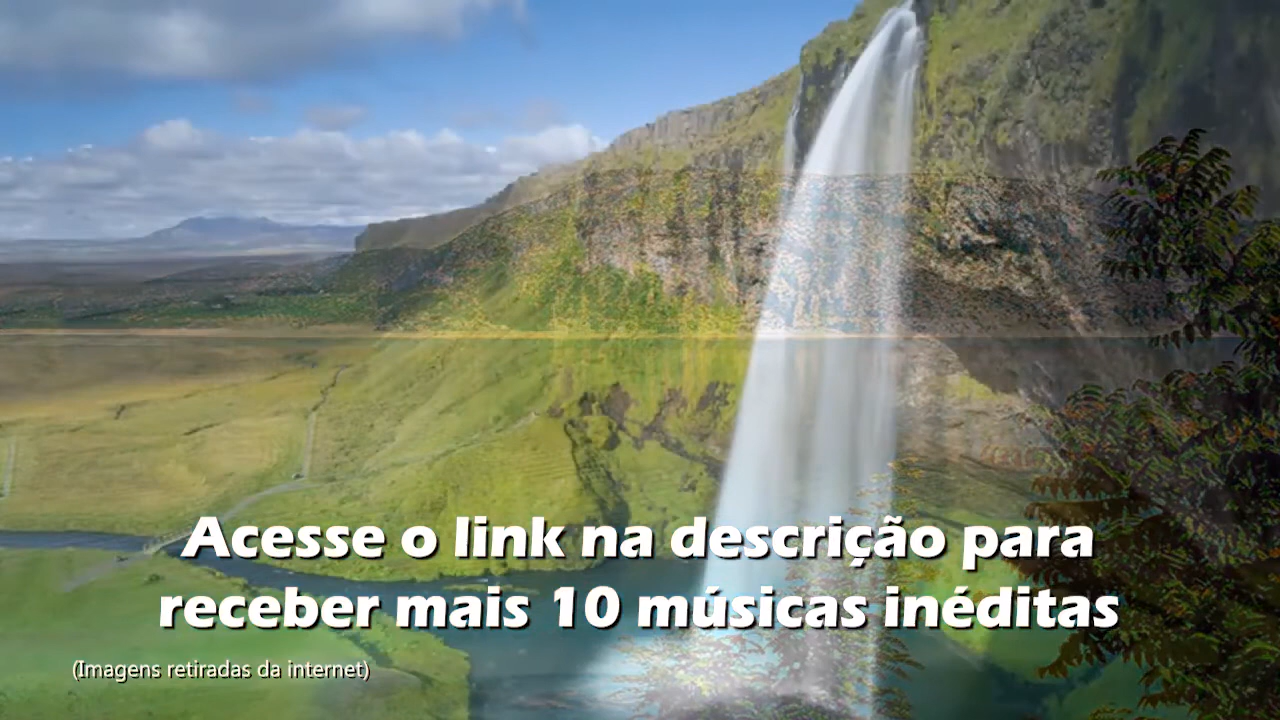 Acesse o link na descrição para
receber mais 10 músicas inéditas
(Imagens retiradas da internet)